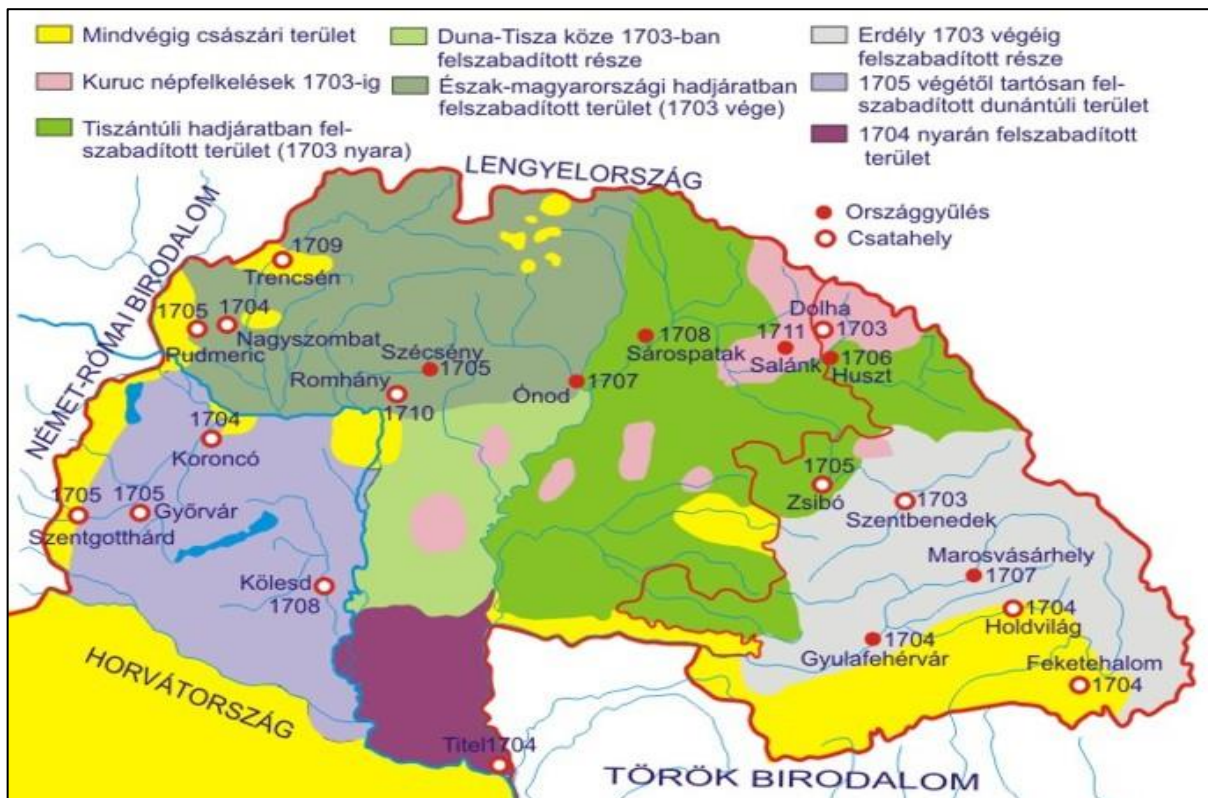 Mindvégig császári terület
Kuruc népfelkelések 1703-ig
Tiszántúli hadjáratban fel-
szabadított terület (1703 nyara)
Duna-Tisza köze 1703-ban
felszabadított része
Észak-magyarországi hadjáratban
felszabadított terület (1703 vége)
Erdély 1703 végéig
felszabadított része
1705 végétől tartósan fel-
szabadított dunántúli terület
1704 nyarán felszabadított
terület
Országgyűlés
Csatahely
LENGYELORSZÁG
NÉMET-RÓMAI BIRODALOM
1709
Trencsén
1705
Pudmeric
1704
Nagyszombat
Szécsény
1705
Romhány
1710
Ónod
1707
1708
Sárospatak
1711
Salánk
Dolha
1703
1706
Huszt
1704
Koroncó
1705
Szentgotthárd
1705
Győrvár
Kölesd
1708
1705
Zsibó
1703
Szentbenedek
Marosvásárhely
1707
1704
Holdvilág
1704
Gyulafehérvár
Feketehalom
1704
HORVÁTORSZÁG
Titel 1704
TÖRÖK BIRODALOM